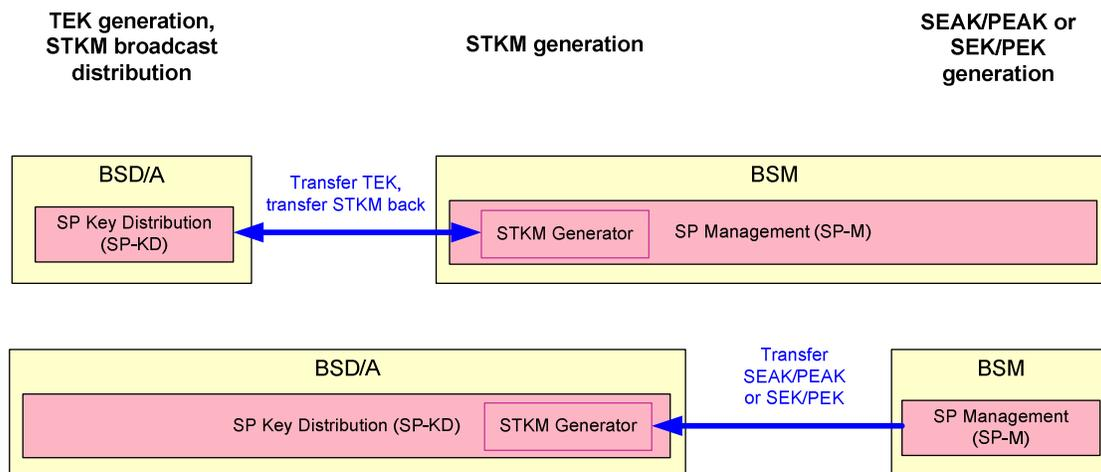 TEK generation,
STKM broadcast
distribution
STKM generation
SEAK/PEAK or
SEK/PEK
generation
BSD/A
SP Key Distribution
(SP-KD)
Transfer TEK,
transfer STKM back
BSM
STKM Generator
SP Management (SP-M)
BSD/A
SP Key Distribution (SP-KD)
STKM Generator
Transfer
SEAK/PEAK
or SEK/PEK
BSM
SP Management
(SP-M)